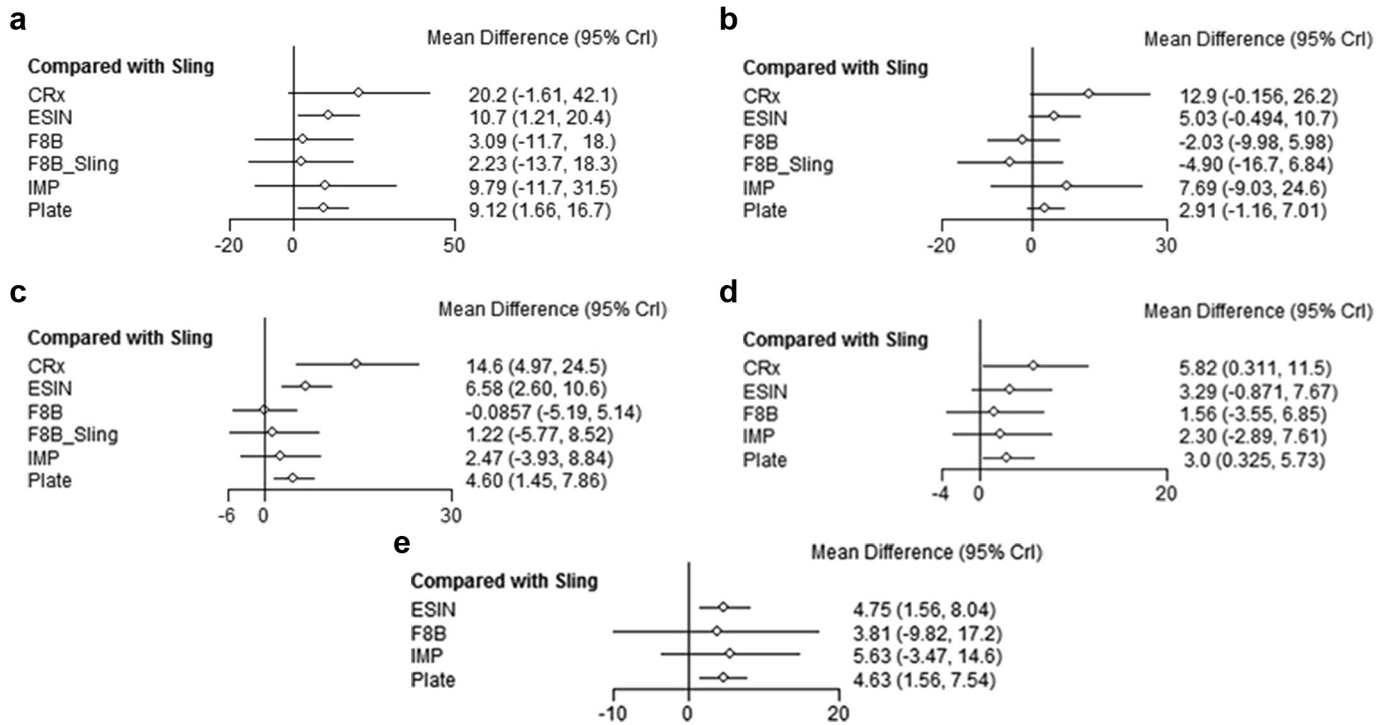 a
Mean Difference (95% Crl)
Compared with Sling
CRx 20.2 (-1.61, 42.1)
ESIN 10.7 (1.21, 20.4)
F8B 3.09 (-11.7, 18.)
F8B_Sling 2.23 (-13.7, 18.3)
IMP 9.79 (-11.7, 31.5)
Plate 9.12 (1.66, 16.7)
-20 0 50
b
Mean Difference (95% Crl)
Compared with Sling
CRx 12.9 (-0.156, 26.2)
ESIN 5.03 (-0.494, 10.7)
F8B -2.03 (-9.98, 5.98)
F8B_Sling -4.90 (-16.7, 6.84)
IMP 7.69 (-9.03, 24.6)
Plate 2.91 (-1.16, 7.01)
-20 0 30
c
Mean Difference (95% Crl)
Compared with Sling
CRx 14.6 (4.97, 24.5)
ESIN 6.58 (2.60, 10.6)
F8B -0.0857 (-5.19, 5.14)
F8B_Sling 1.22 (-5.77, 8.52)
IMP 2.47 (-3.93, 8.84)
Plate 4.60 (1.45, 7.86)
-6 0 30
d
Mean Difference (95% Crl)
Compared with Sling
CRx 5.82 (0.311, 11.5)
ESIN 3.29 (-0.871, 7.67)
F8B 1.56 (-3.55, 6.85)
IMP 2.30 (-2.89, 7.61)
Plate 3.0 (0.325, 5.73)
-4 0 20
e
Mean Difference (95% Crl)
Compared with Sling
ESIN 4.75 (1.56, 8.04)
F8B 3.81 (-9.82, 17.2)
IMP 5.63 (-3.47, 14.6)
Plate 4.63 (1.56, 7.54)
-10 0 20